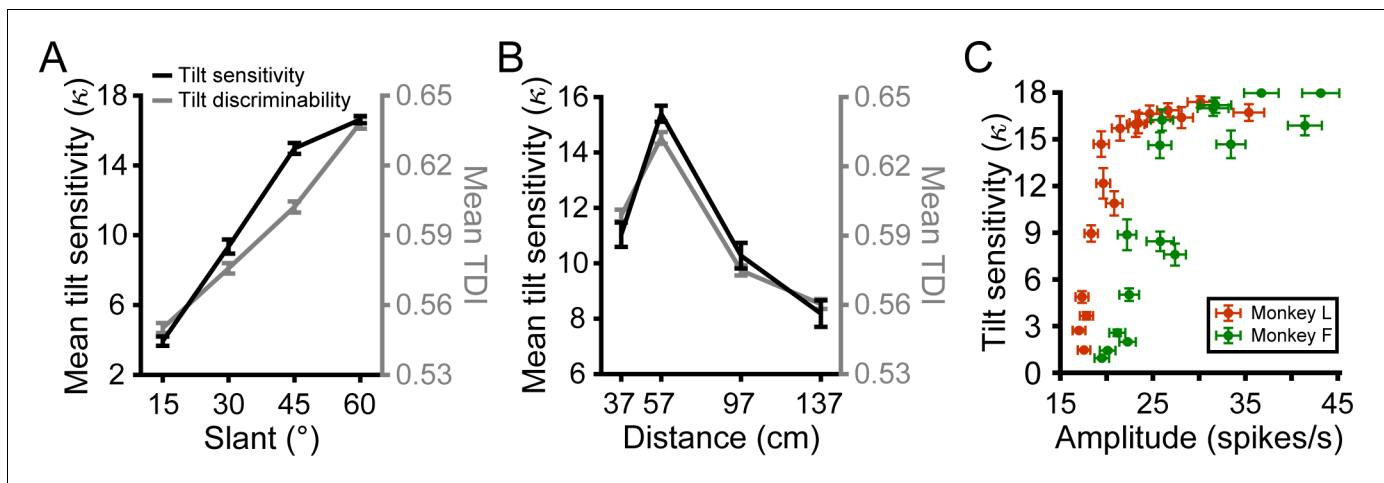 A
Tilt sensitivity
Tilt discriminability
Mean tilt sensitivity (κ)
18
14
10
6
2
0.65
0.62
0.59
0.56
0.53
Mean TDI
15 30 45 60
Slant (°)
B
Mean tilt sensitivity (κ)
16
14
12
10
8
6
0.65
0.62
0.59
0.56
0.53
Mean TDI
37 57 97 137
Distance (cm)
C
Tilt sensitivity (κ)
18
15
12
9
6
3
0
Monkey L
Monkey F
15 25 35 45
Amplitude (spikes/s)